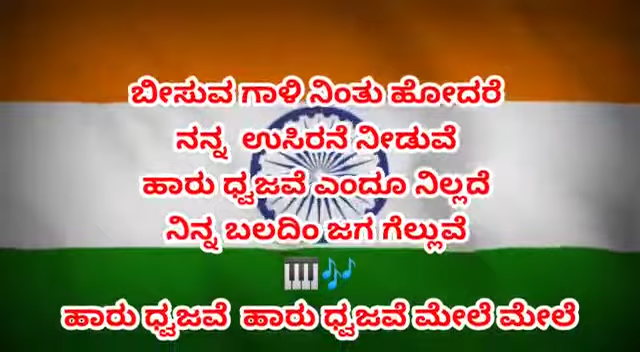 ಬೀಸುವ ಗಾಳಿ ನಿಂತು ಹೋದರೆ
ನನ್ನ ಉಸಿರನೆ ನೀಡುವೆ
ಹಾರು ಧ್ವಜವೆ ಎಂದೂ ನಿಲ್ಲದೆ
ನಿನ್ನ ಬಲದಿಂ ಜಗ ಗೆಲ್ಲುವೆ
🎹🎶
ಹಾರು ಧ್ವಜವೆ ಹಾರು ಧ್ವಜವೆ ಮೇಲೆ ಮೇಲೆ